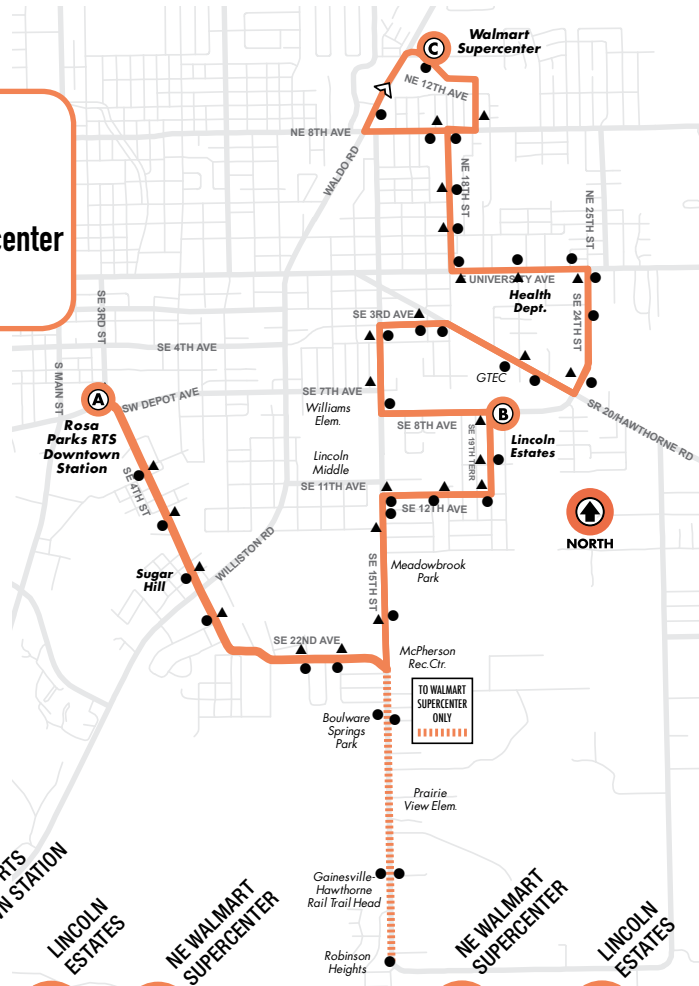 Walmart
Supercenter
C
NE 12TH AVE
NE 8TH AVE
WALDO RD
NE 18TH ST
NE 25TH ST
center
UNIVERSITY AVE
Health
Dept.
SE 24TH ST
SE 3RD ST
SE 3RD AVE
SE 4TH AVE
S MAIN ST
GTEC
SE 7TH AVE
A
SW DEPOT AVE
Williams
Elem.
B
SE 8TH AVE
SR 20/HAWTHORNE RD
Rosa
Parks RTS
Downtown
Station
SE 19TH TERR
Lincoln
Estates
Lincoln
Middle
SE 4TH ST
SE 11TH AVE
SE 12TH AVE
NORTH
WILLISTON RD
Sugar
Hill
SE 15TH ST
Meadowbrook
Park
SE 22ND AVE
McPherson
Rec.Ctr.
TO WALMART
SUPERCENTER
ONLY
Boulware
Springs
Park
Prairie
View Elem.
Gainesville-
Hawthorne
Rail Trail Head
Robinson
Heights
RTS
N STATION
LINCOLN
ESTATES
NE WALMART
SUPERCENTER
NE WALMART
SUPERCENTER
LINCOLN
ESTATES